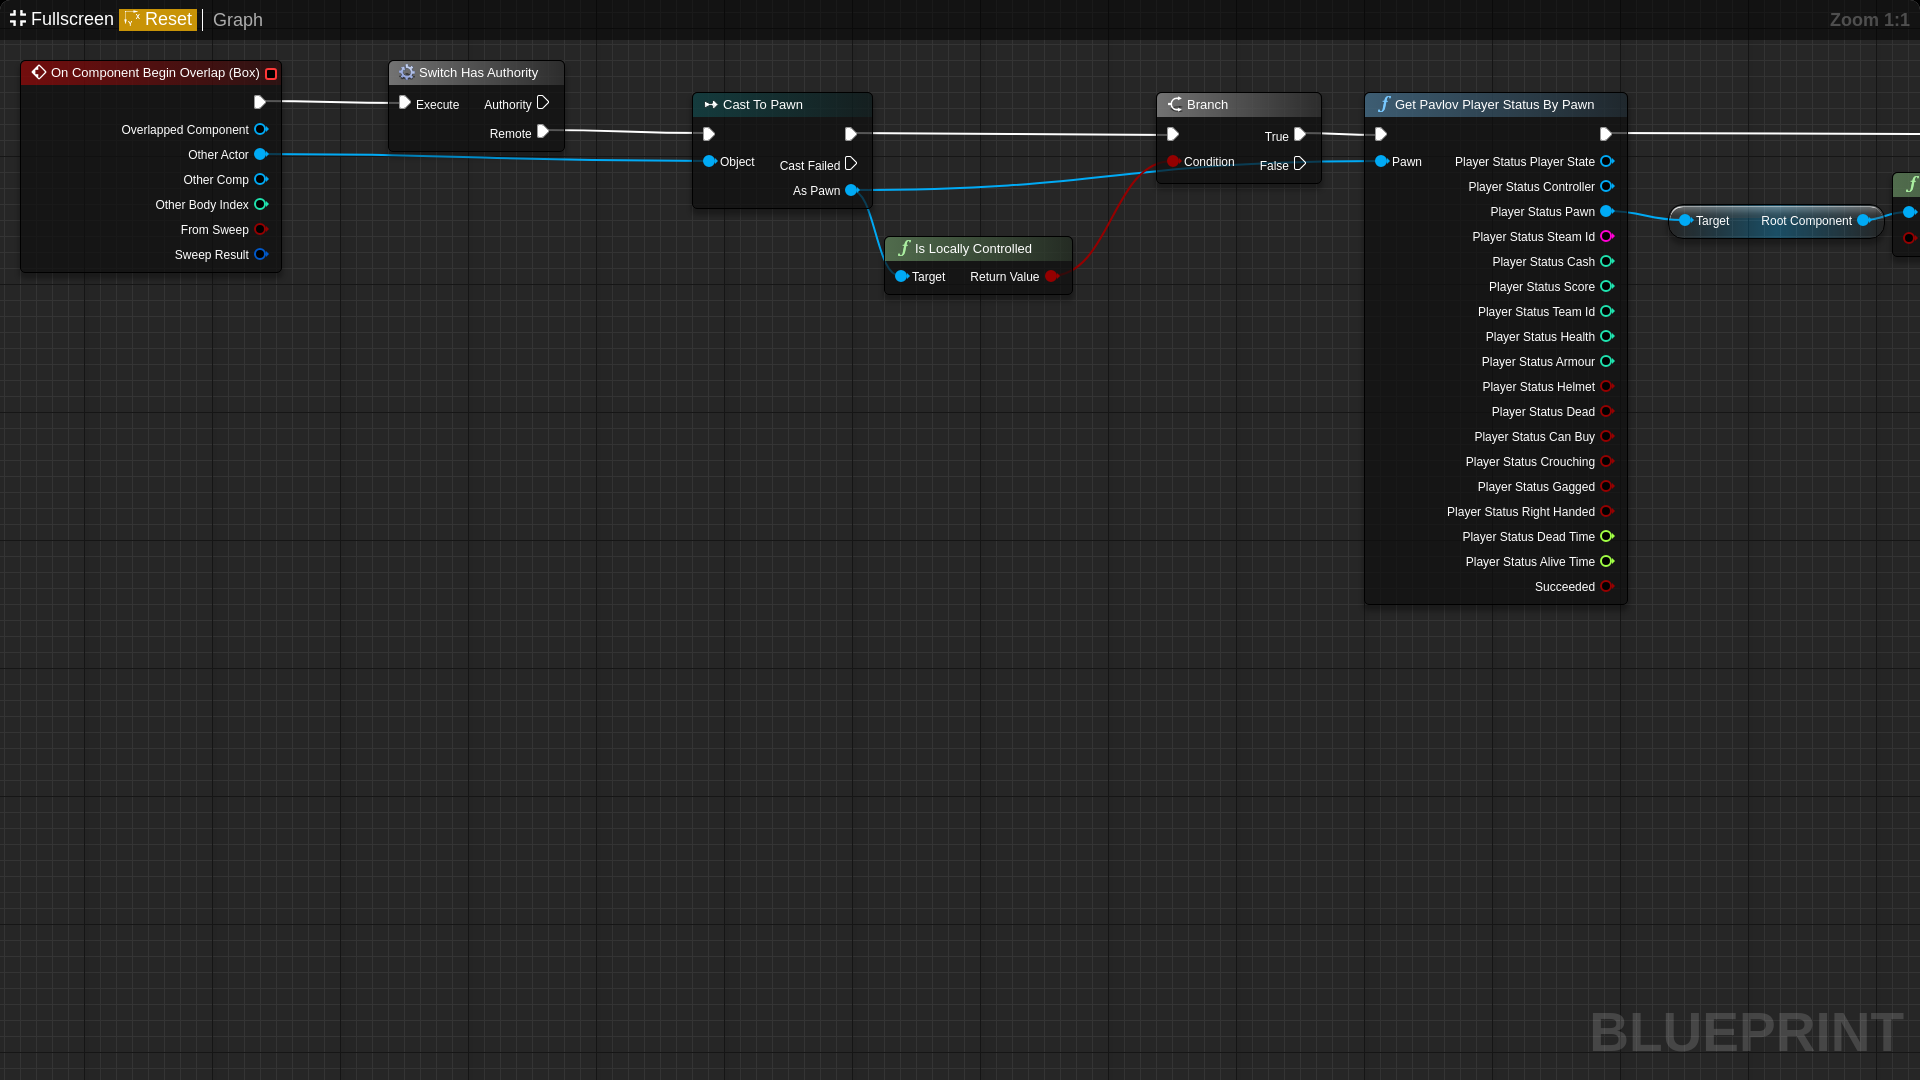 Fullscreen Reset Graph
Zoom 1:1
On Component Begin Overlap (Box)
Overlapped Component
Other Actor
Other Comp
Other Body Index
From Sweep
Sweep Result
Switch Has Authority
Execute Authority
Remote
Cast To Pawn
Object
Cast Failed
As Pawn
Is Locally Controlled
Target Return Value
Branch
True
Condition
False
Get Pavlov Player Status By Pawn
Pawn
Player Status Player State
Player Status Controller
Player Status Pawn
Player Status Steam Id
Player Status Cash
Player Status Score
Player Status Team Id
Player Status Health
Player Status Armour
Player Status Helmet
Player Status Dead
Player Status Can Buy
Player Status Crouching
Player Status Gagged
Player Status Right Handed
Player Status Dead Time
Player Status Alive Time
Succeeded
Target Root Component
BLUEPRINT